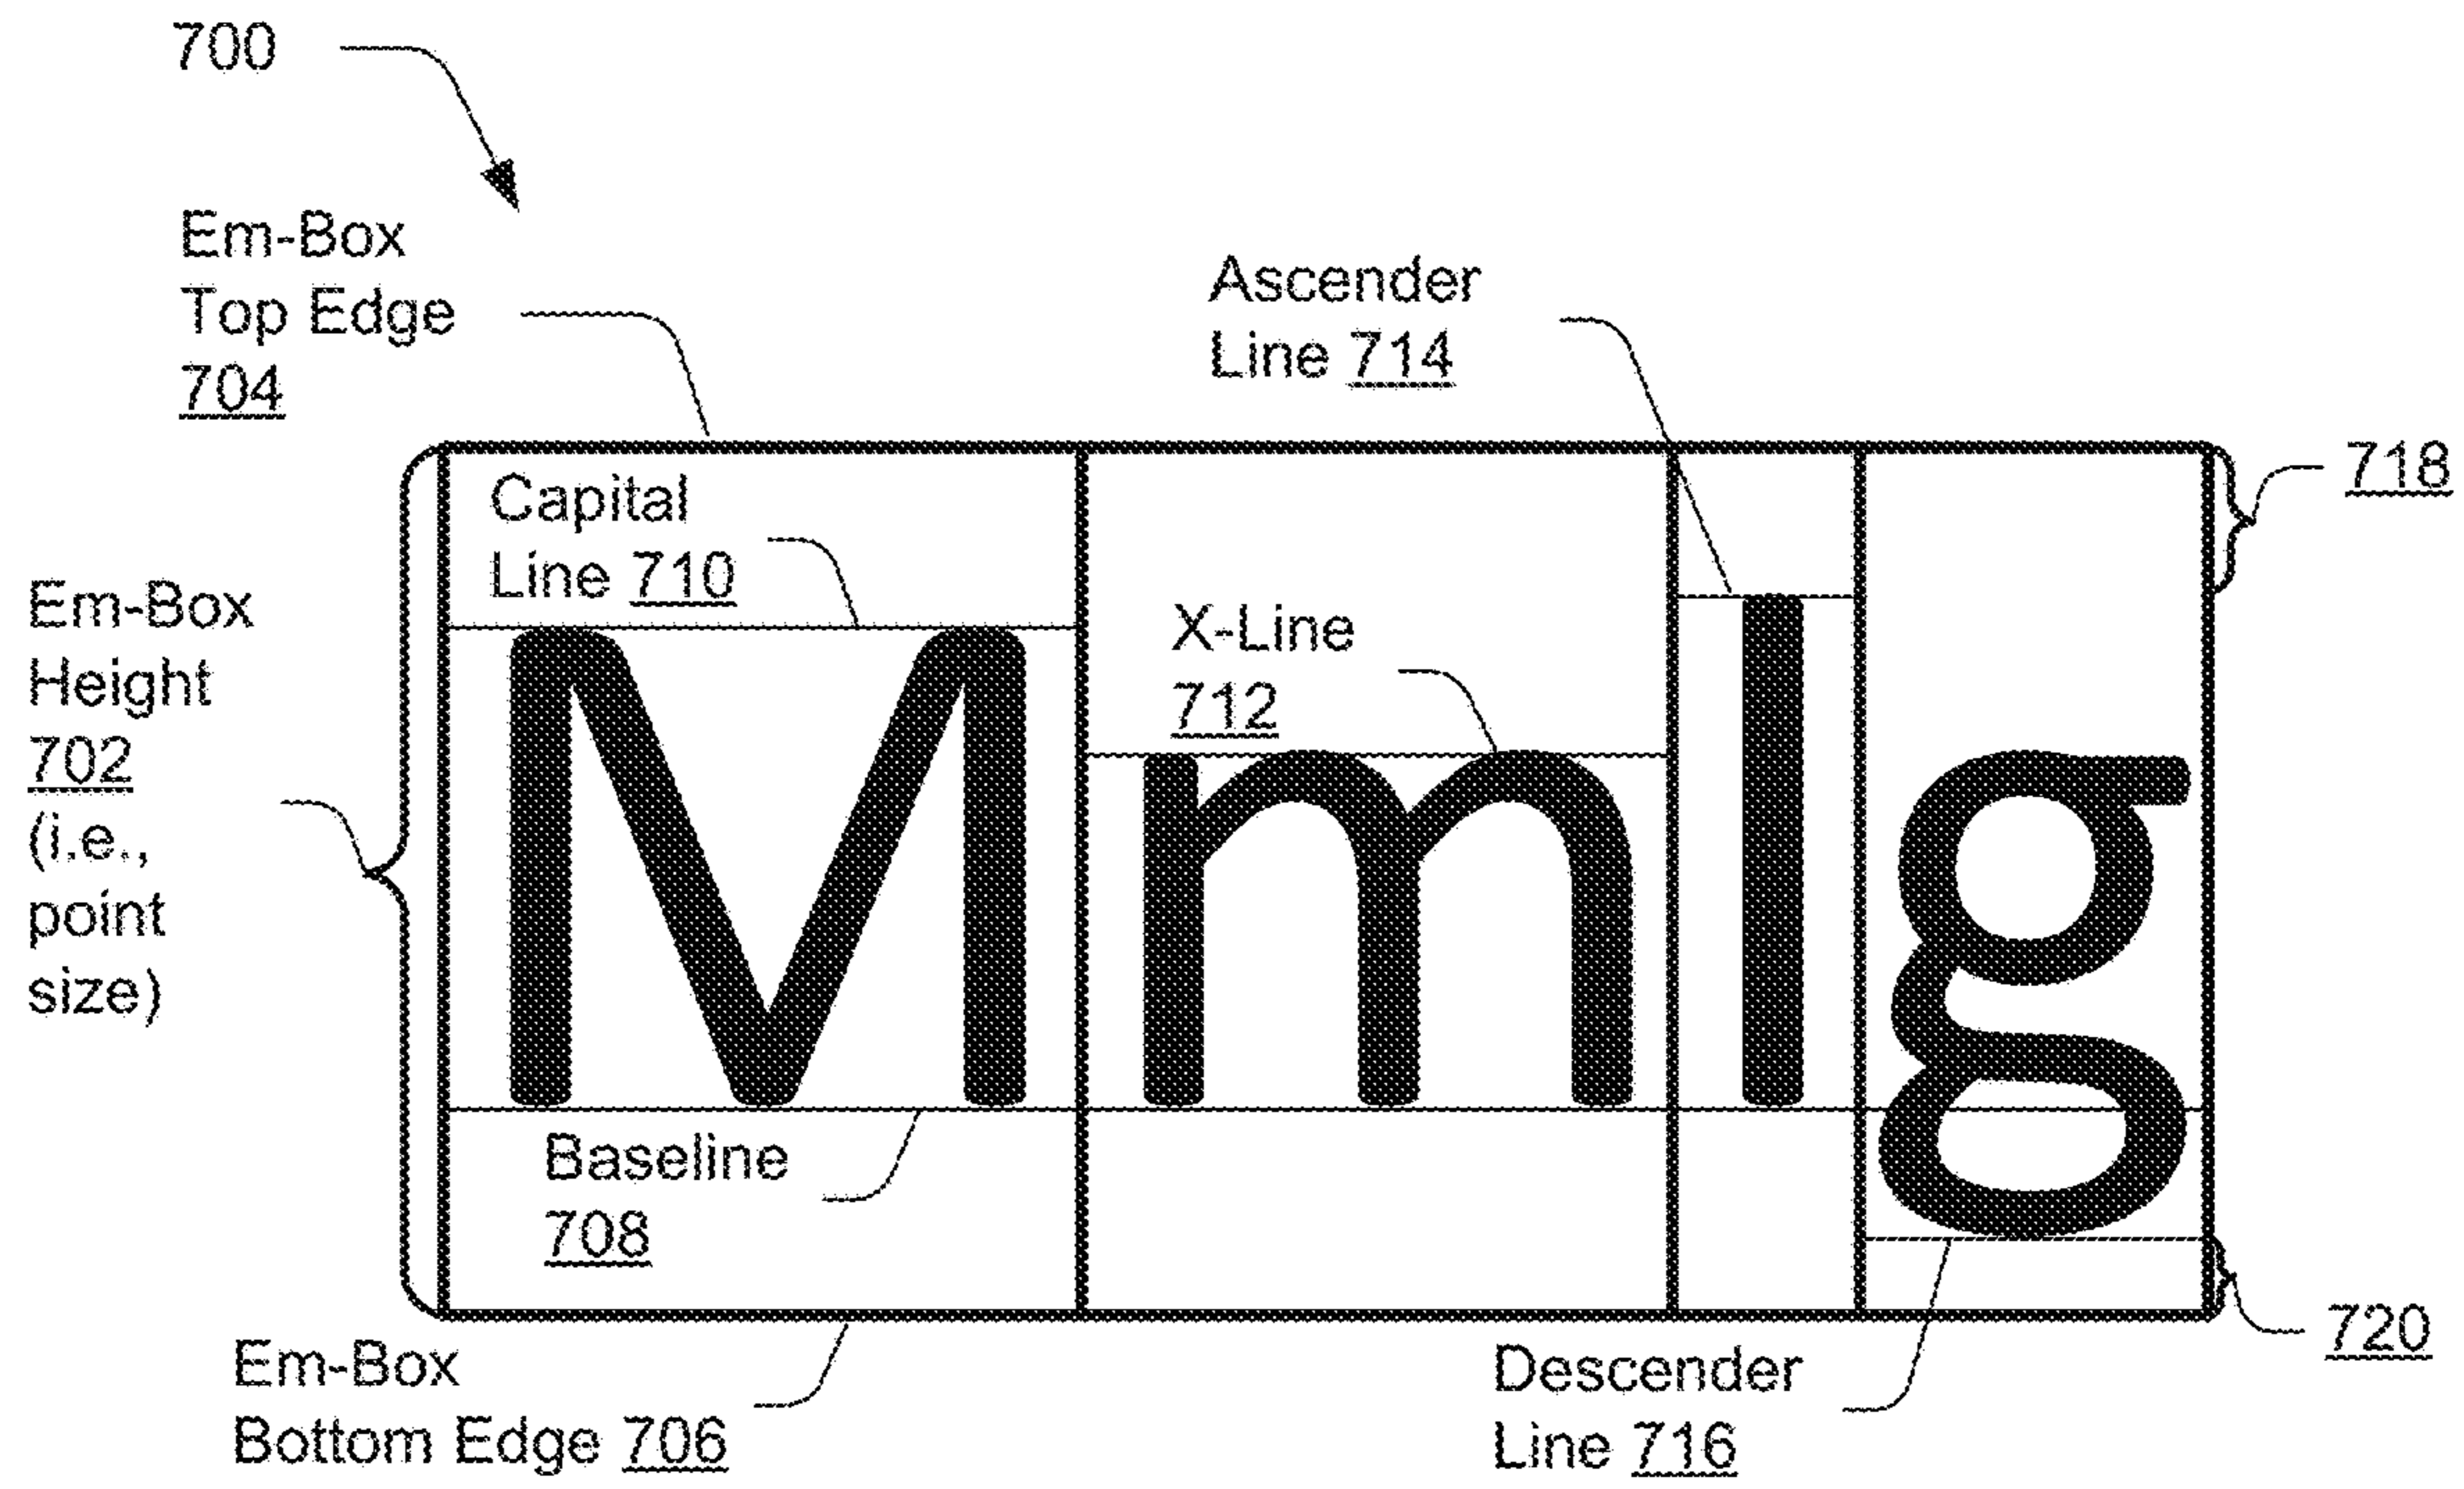 700
Em-Box
Top Edge
704
Ascender
Line 714
718
Capital
Line 710
Em-Box
Height
702
(i.e.,
point
size)
X-Line
712
Mmlg
Baseline
708
720
Em-Box
Bottom Edge 706
Descender
Line 716